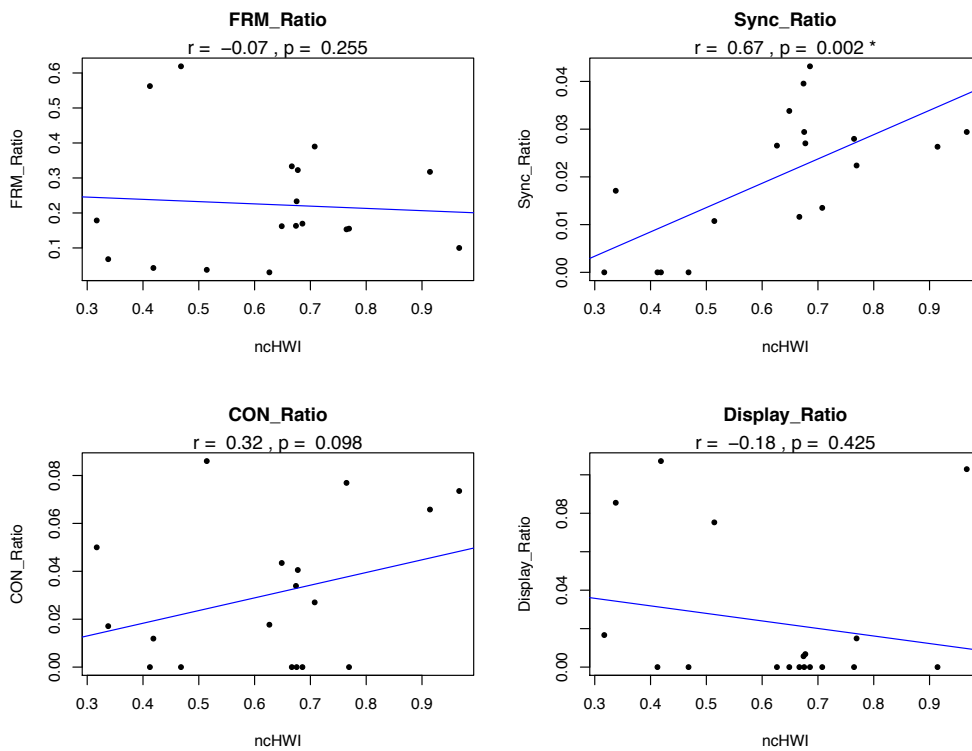 FRM_Ratio
r = −0.07 , p = 0.255
FRM_Ratio
0.6
0.5
0.4
0.3
0.2
0.1
0.3 0.4 0.5 0.6 0.7 0.8 0.9
ncHWI
Sync_Ratio
r = 0.67 , p = 0.002 *
Sync_Ratio
0.04
0.03
0.02
0.01
0.00
0.3 0.4 0.5 0.6 0.7 0.8 0.9
ncHWI
CON_Ratio
r = 0.32 , p = 0.098
CON_Ratio
0.08
0.06
0.04
0.02
0.00
0.3 0.4 0.5 0.6 0.7 0.8 0.9
ncHWI
Display_Ratio
r = −0.18 , p = 0.425
Display_Ratio
0.08
0.04
0.00
0.3 0.4 0.5 0.6 0.7 0.8 0.9
ncHWI